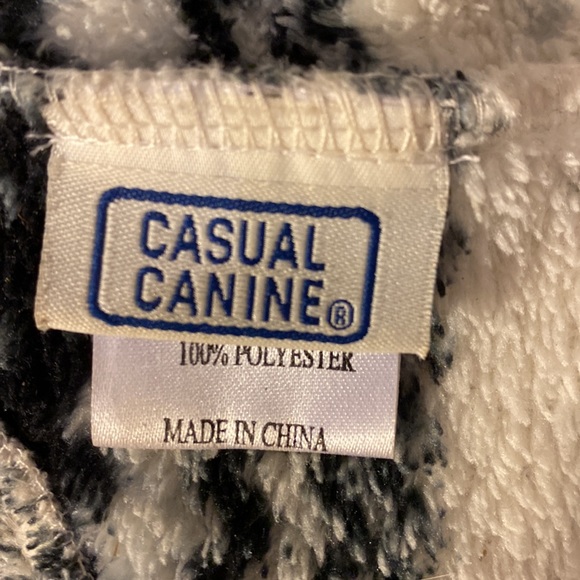 CASUAL
CANINE®
100% POLYESTER
MADE IN CHINA